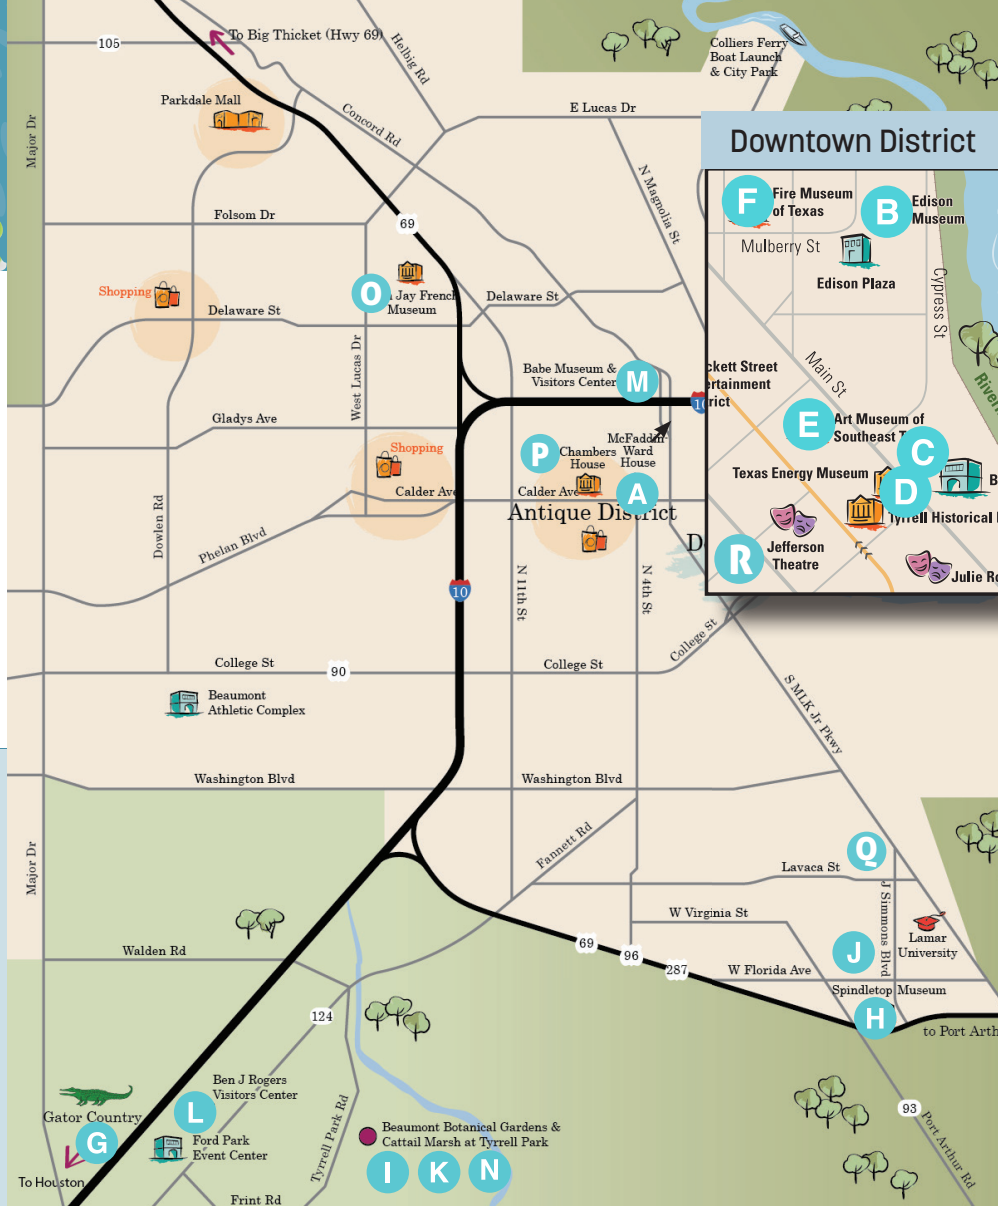 To Big Thicket (Hwy 69)
105
Helbig Rd
Colliers Ferry
Boat Launch
& City Park
Parkdale Mall
Major Dr
Concord Rd
E Lucas Dr
N Magnolia St
Folsom Dr
69
Shopping
O
Jay French
Museum
Delaware St
Delaware St
West Lucas Dr
Babe Museum &
Visitors Center
M
Gladys Ave
Shopping
P
Chambers
House
McFaddin
Ward
House
Calder Ave
Calder Ave
A
Antique District
Dowlen Rd
Phelan Blvd
10
N 11th St
N 4th St
College St
College St
College St
90
Beaumont
Athletic Complex
S MLK Jr Pkwy
Washington Blvd
Washington Blvd
Major Dr
Fannett Rd
Q
Lavaca St
J Simmons Blvd
W Virginia St
Lamar
University
Walden Rd
69
96
287
J
W Florida Ave
Spindletop Museum
H
to Port Arth
124
Ben J Rogers
Visitors Center
L
Gator Country
G
Ford Park
Event Center
To Houston
Tyrrell Park Rd
Beaumont Botanical Gardens &
Cattail Marsh at Tyrrell Park
I K N
Frint Rd
93
Port Arthur Rd
Downtown District
F
Fire Museum
of Texas
B
Edison
Museum
Mulberry St
Edison Plaza
Cypress St
Main St
ckett Street
ertainment
rict
River
E
Art Museum of
Southeast T
C
Texas Energy Museum
D
B
Tyrrell Historical
Jefferson
Theatre
R
Julie Ro